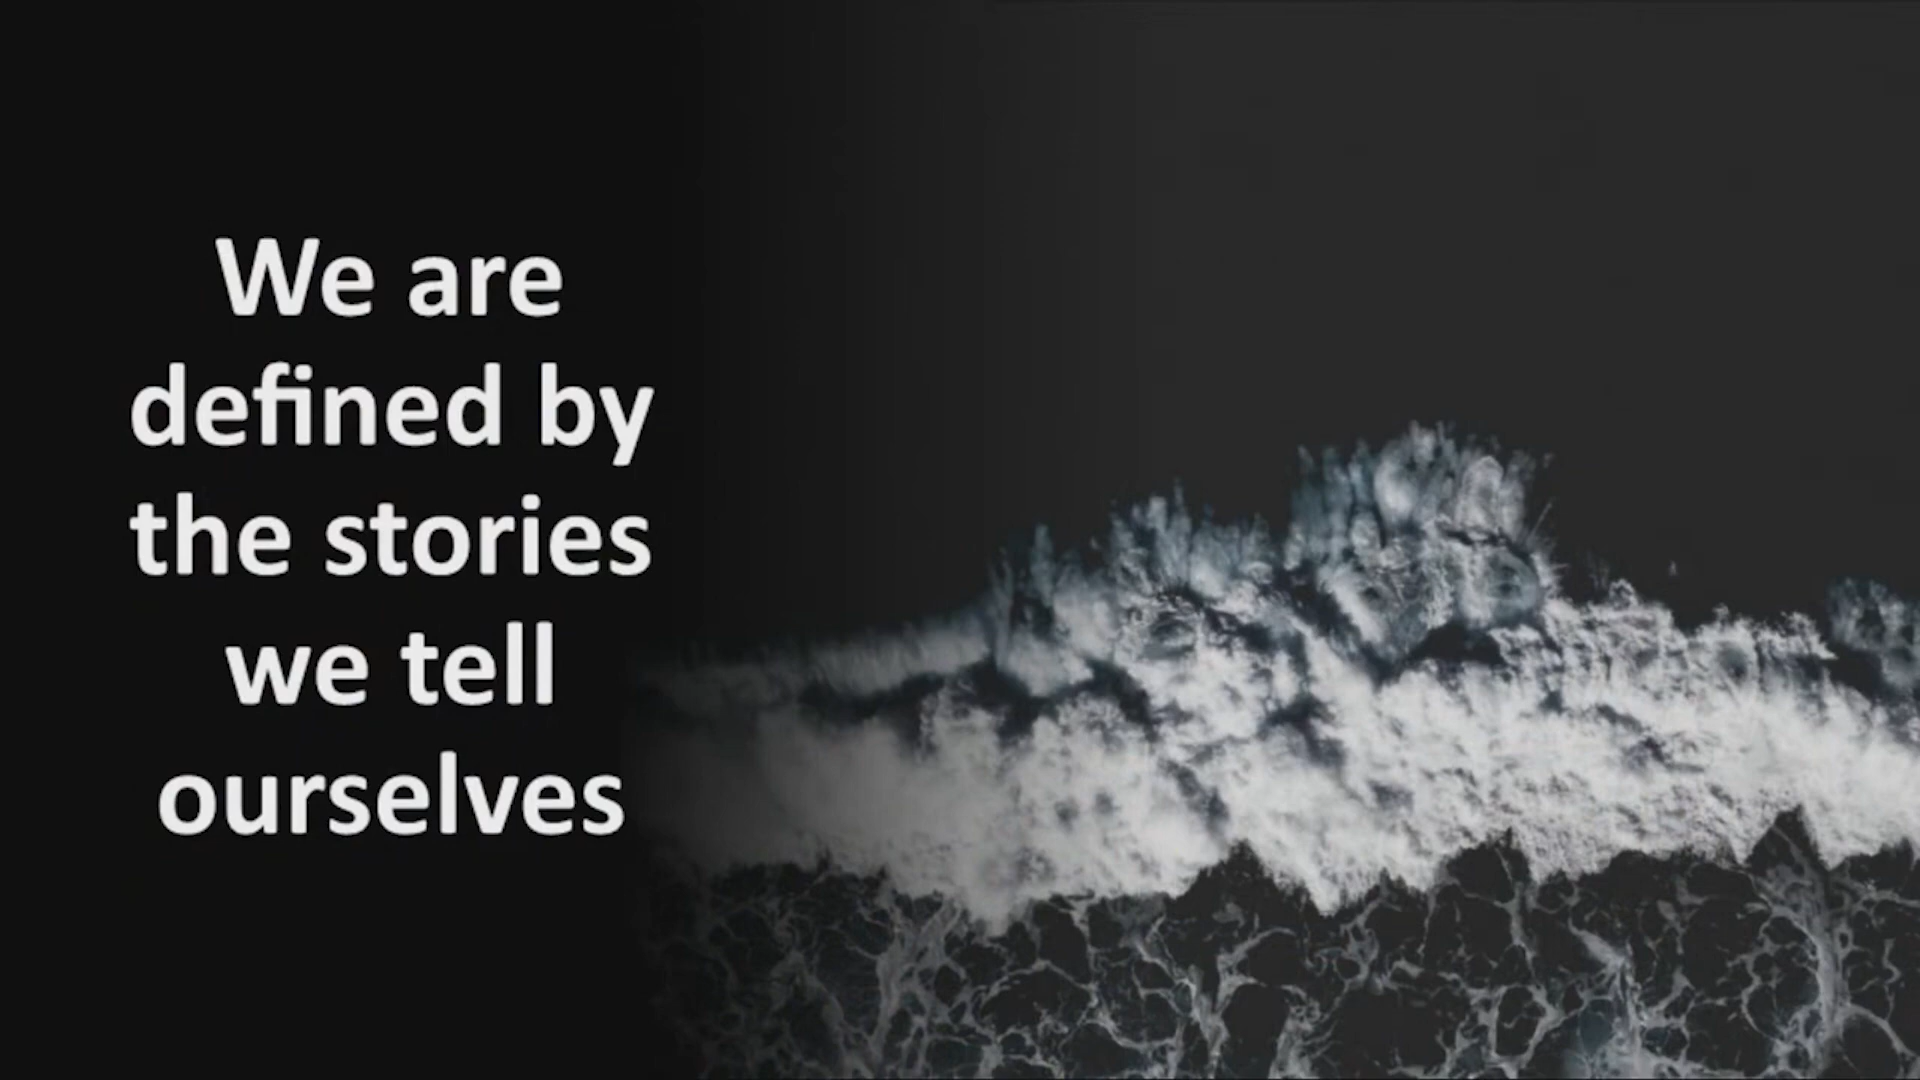 We are
defined by
the stories
we tell
ourselves